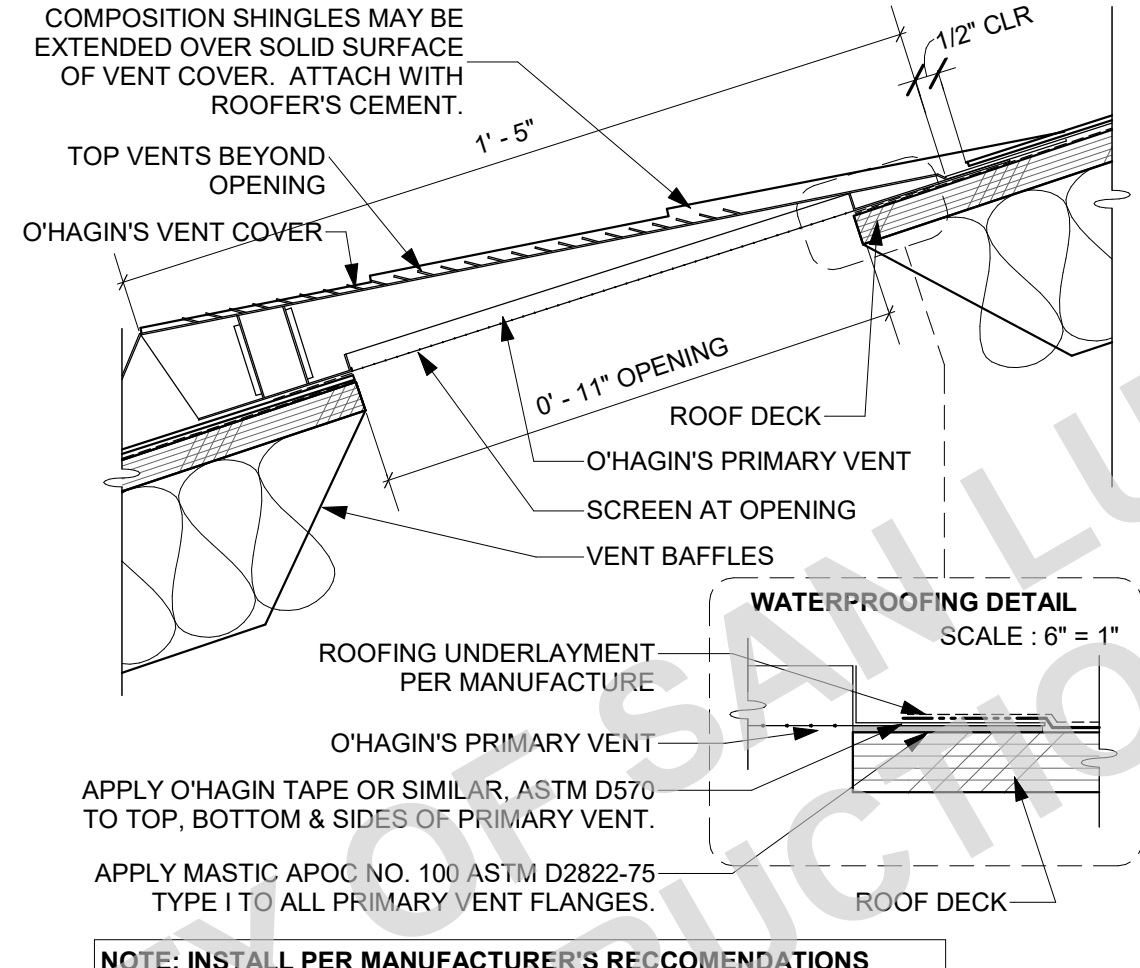 COMPOSITION SHINGLES MAY BE
EXTENDED OVER SOLID SURFACE
OF VENT COVER. ATTACH WITH
ROOFER'S CEMENT.
1/2" CLR
1' - 5"
TOP VENTS BEYOND
OPENING
O'HAGIN'S VENT COVER
0' - 11" OPENING
ROOF DECK
O'HAGIN'S PRIMARY VENT
SCREEN AT OPENING
VENT BAFFLES
WATERPROOFING DETAIL
SCALE : 6" = 1"
ROOFING UNDERLAYMENT
PER MANUFACTURE
O'HAGIN'S PRIMARY VENT
APPLY O'HAGIN TAPE OR SIMILAR, ASTM D570
TO TOP, BOTTOM & SIDES OF PRIMARY VENT.
APPLY MASTIC APOC NO. 100 ASTM D2822-75
TYPE I TO ALL PRIMARY VENT FLANGES.
ROOF DECK
NOTE: INSTALL PER MANUFACTURER'S RECCOMENDATIONS
OF SAN LU